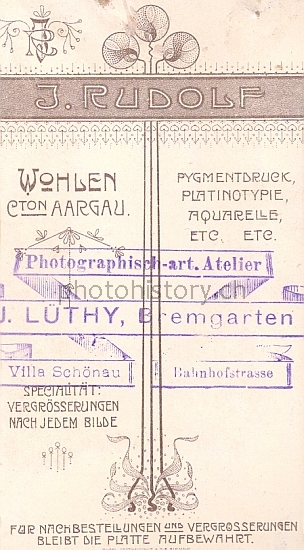 J. RUDOLF
WOHLEN
CTON AARGAU.
PYGMENTDRUCK,
PLATINOTYPIE,
AQUARELLE,
ETC. ETC.
Photographisch-art. Atelier
photohistory.ch
J. LÜTHY, Bremgarten
Villa Schönau Bahnhofstrasse
SPECIALITÄT:
VERGRÖSSERUNGEN
NACH JEDEM BILDE
FUR NACHBESTELLUNGEN UND VERGRÖSSERUNGEN
BLEIBT DIE PLATTE AUFBEWAHRT.